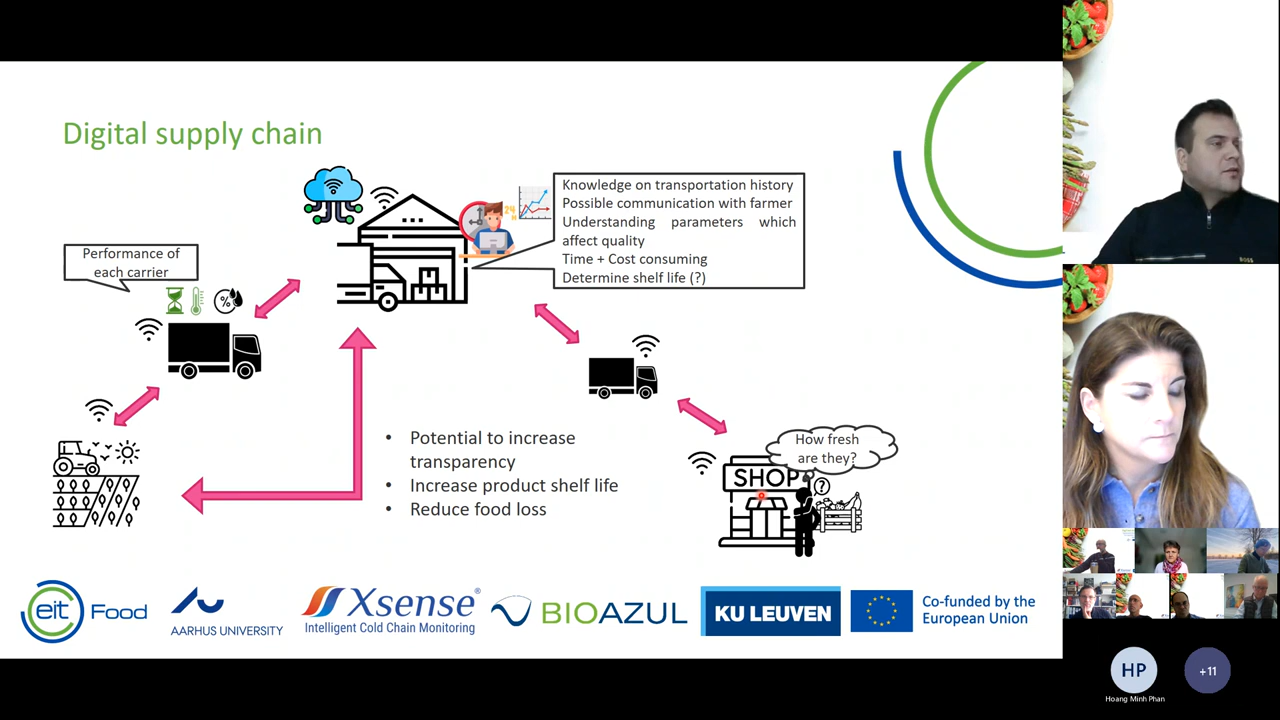 Digital supply chain
Performance of
each carrier
24
Knowledge on transportation history
Possible communication with farmer
Understanding parameters which
affect quality
Time + Cost consuming
Determine shelf life (?)
%
• Potential to increase
transparency
• Increase product shelf life
• Reduce food loss
How fresh
are they?
SHOP
?
eit Food
AARHUS UNIVERSITY
Xsense®
Intelligent Cold Chain Monitoring
BIOAZUL
KU LEUVEN
Co-funded by the
European Union
BOSS
HP
+11
Hoang Minh Phan